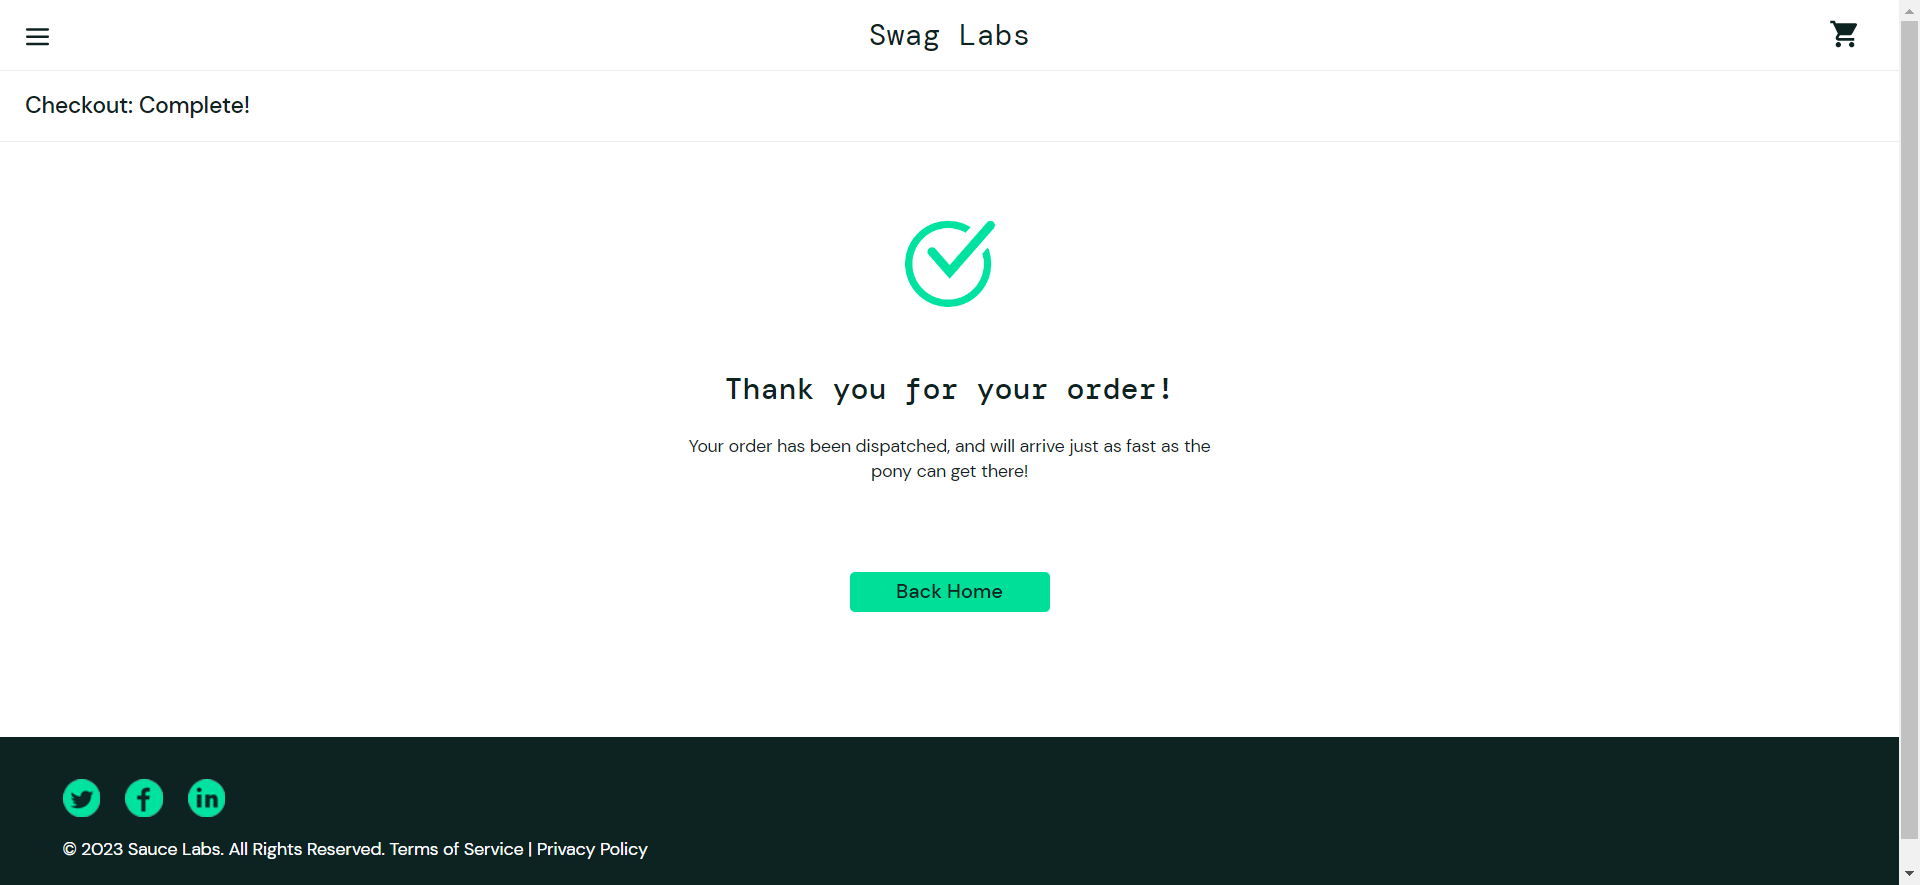 Swag Labs
Checkout: Complete!
Thank you for your order!
Your order has been dispatched, and will arrive just as fast as the
pony can get there!
Back Home
© 2023 Sauce Labs. All Rights Reserved. Terms of Service | Privacy Policy